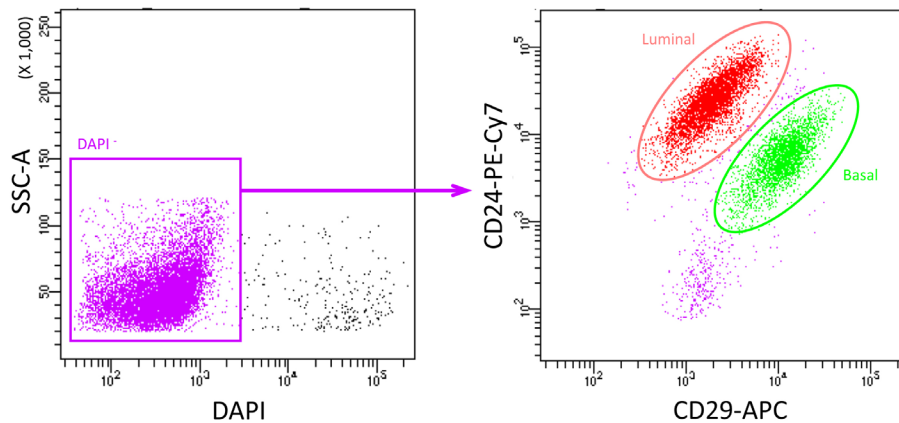 SSC-A
(X 1,000)
250
200
150
100
50
DAPI -
10²
10³
10⁴
10⁵
DAPI
CD24-PE-Cy7
10⁵
10⁴
10³
10²
Luminal
Basal
10²
10³
10⁴
10⁵
CD29-APC